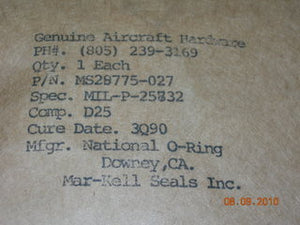 Genuine Aircraft Hardware
PH#. (805) 239-3169
Qty. 1 Each
P/N. MS28775-027
Spec. MIL-P-25732
Comp. D25
Cure Date. 3Q90
Mfgr. National O-Ring
Downey,CA.
Mar-Kell Seals Inc.
08.09.2010